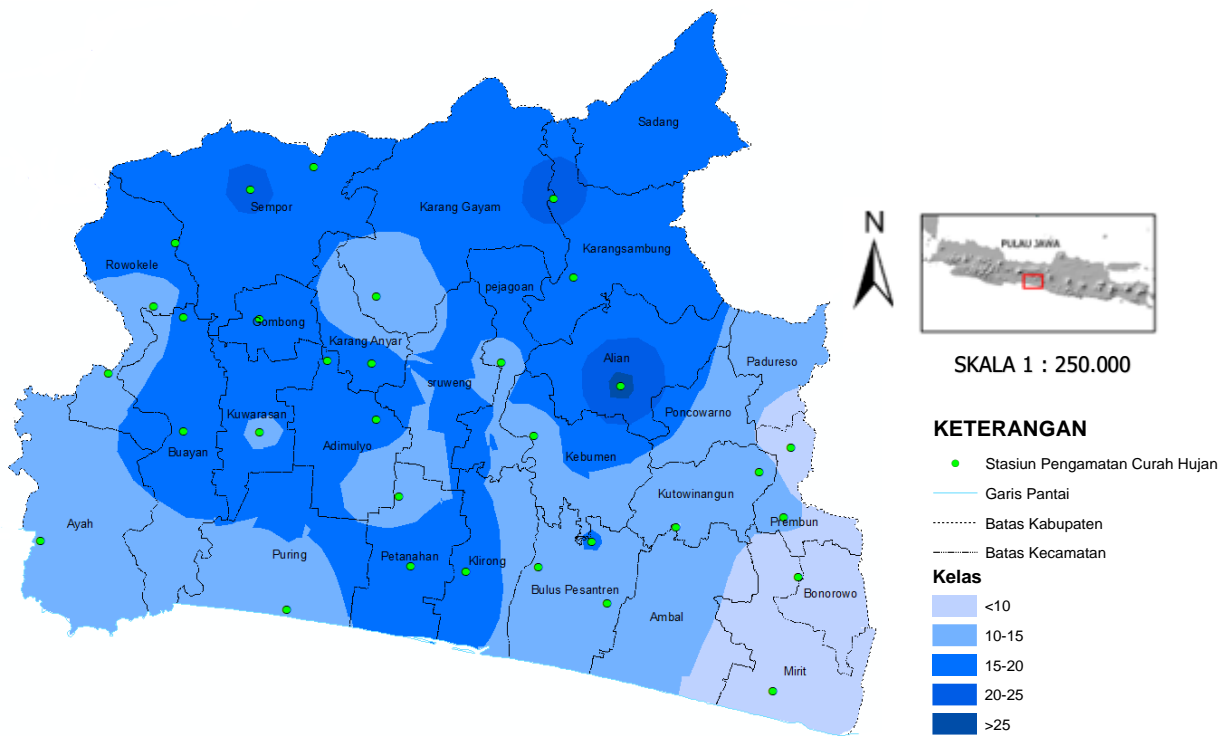 Sadang
Sempor
Karang Gayam
Karangsambung
Rowokele
pejagoan
Gombong
Karang Anyar
Alian
Padureso
sruweng
Poncowarno
Kuwarasan
Buayan
Adimulyo
Kebumen
Kutowinangun
Ayah
Prembun
Puring
Petanahan
Klirong
Bulus Pesantren
Bonorowo
Ambal
Mirit
N
PULAU JAWA
SKALA 1 : 250.000
KETERANGAN
Stasiun Pengamatan Curah Hujan
Garis Pantai
Batas Kabupaten
Batas Kecamatan
Kelas
<10
10-15
15-20
20-25
>25